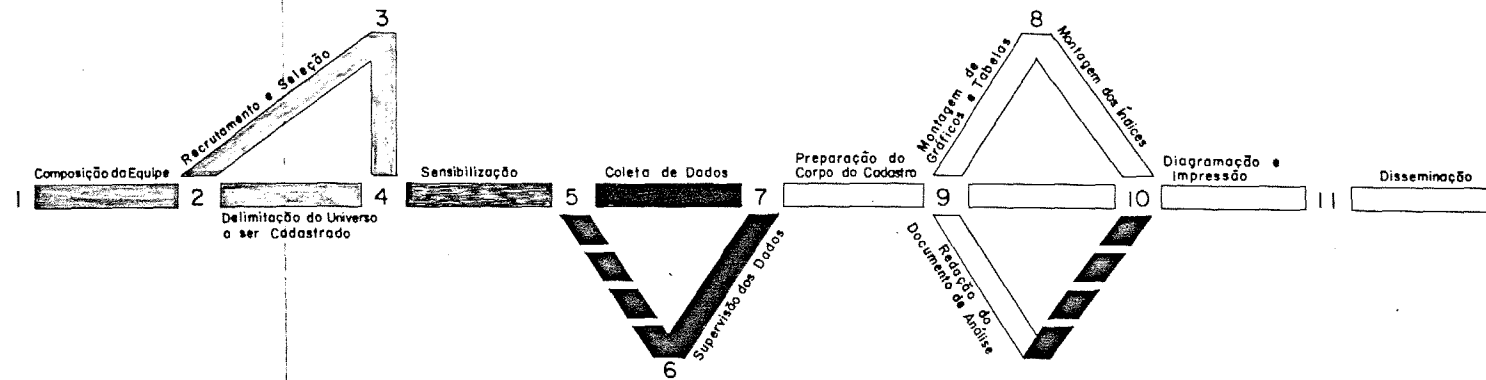 3
8
Recrutamento e Seleção
Montagem de
Gráficos e Tabelas
Montagem dos Índices
1
Composição da Equipe
2
Delimitação do Universo
a ser Cadastrado
4
Sensibilização
5
Coleta de Dados
7
Preparação do
Corpo do Cadastro
9
10
Diagramação e
Impressão
11
Disseminação
6
Supervisão dos Dados
Redação do
Documento de Análise